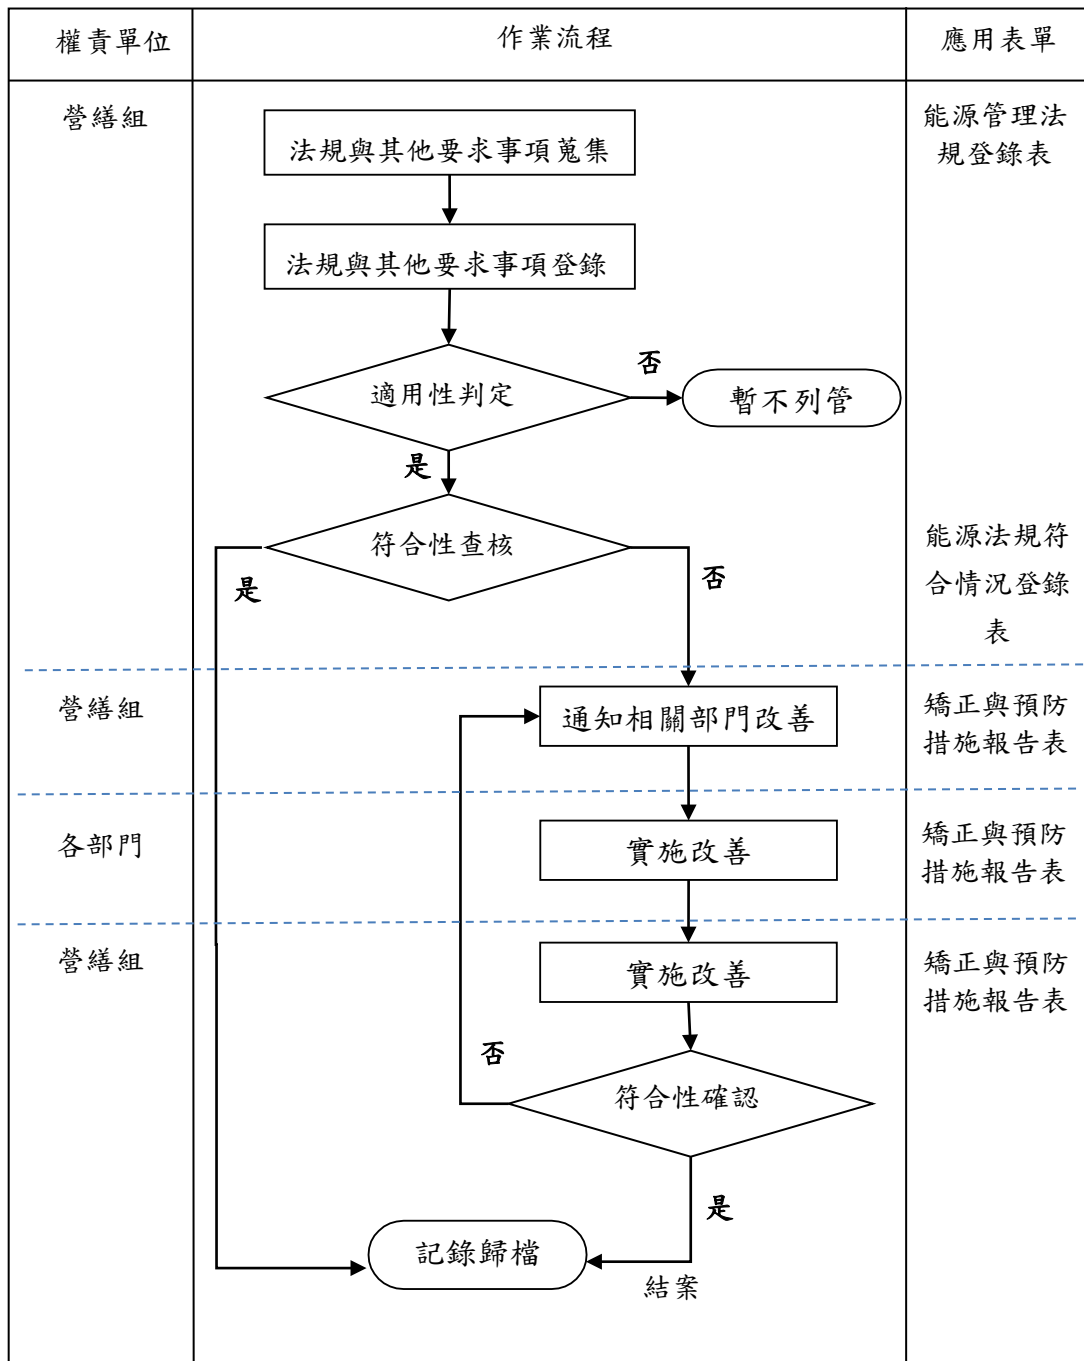 權責單位
作業流程
應用表單
營繕組
法規與其他要求事項蒐集
能源管理法
規登錄表
法規與其他要求事項登錄
適用性判定
否
暫不列管
是
符合性查核
是
否
能源法規符
合情況登錄
表
營繕組
通知相關部門改善
矯正與預防
措施報告表
各部門
實施改善
矯正與預防
措施報告表
營繕組
實施改善
矯正與預防
措施報告表
否
符合性確認
是
記錄歸檔
結案